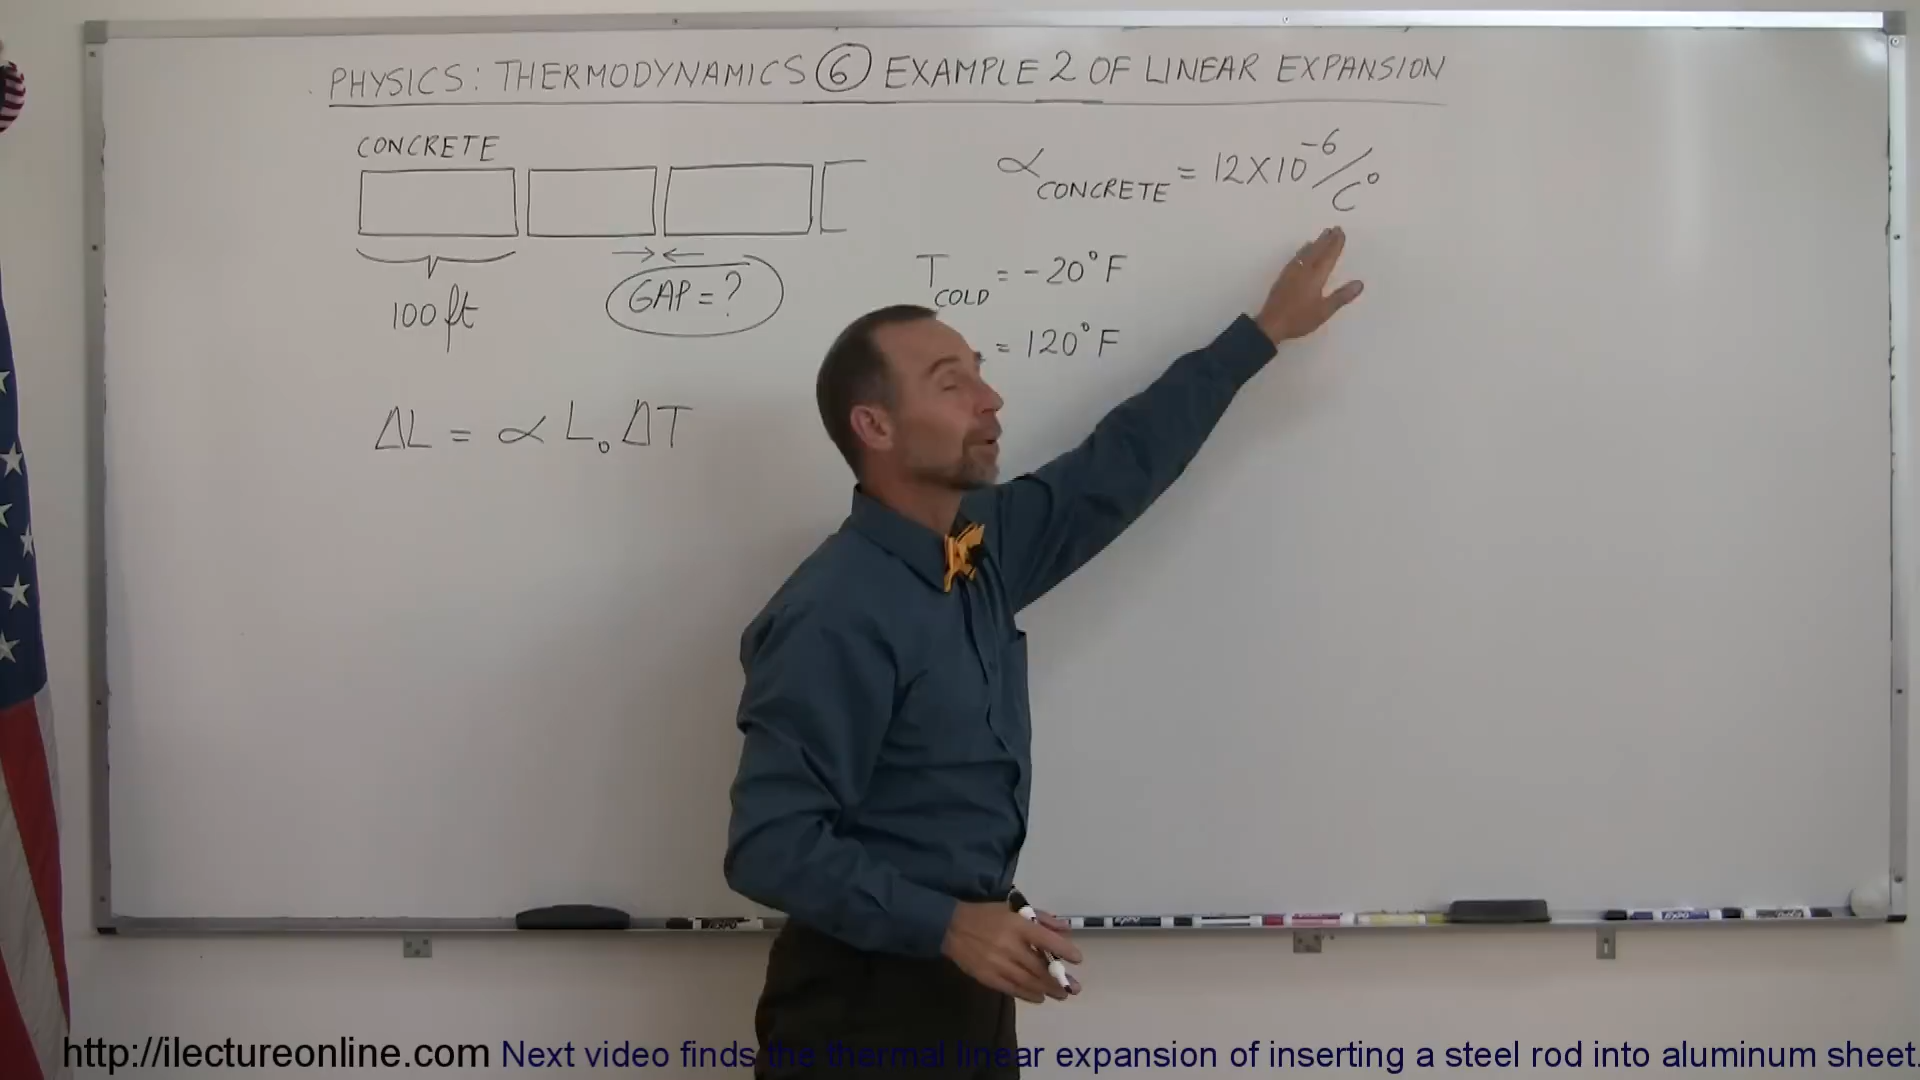 PHYSICS: THERMODYNAMICS ⑥ EXAMPLE 2 OF LINEAR EXPANSION
CONCRETE
α CONCRETE = 12X10⁻⁶/C°
T COLD = -20°F
GAP = ?
100 ft
= 120°F
ΔL = α L₀ ΔT
EXPO
http://ilectureonline.com Next video finds the thermal linear expansion of inserting a steel rod into aluminum sheet.